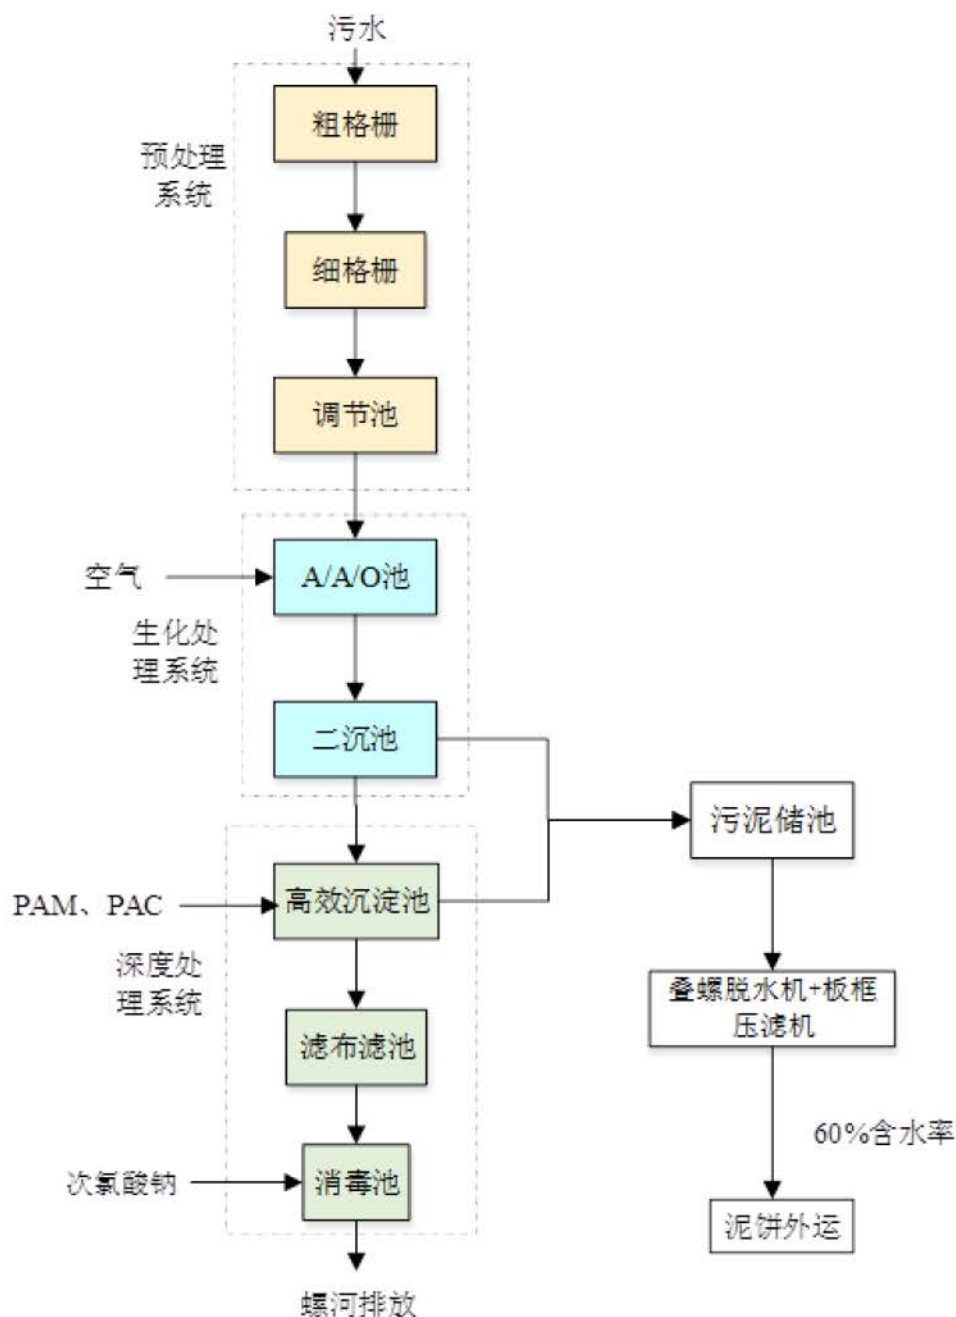 污水
粗格栅
预处理
系统
细格栅
调节池
空气
A/A/O池
生化处
理系统
二沉池
污泥储池
PAM、PAC
高效沉淀池
深度处
理系统
叠螺脱水机+板框
压滤机
滤布滤池
60%含水率
次氯酸钠
消毒池
泥饼外运
螺河排放